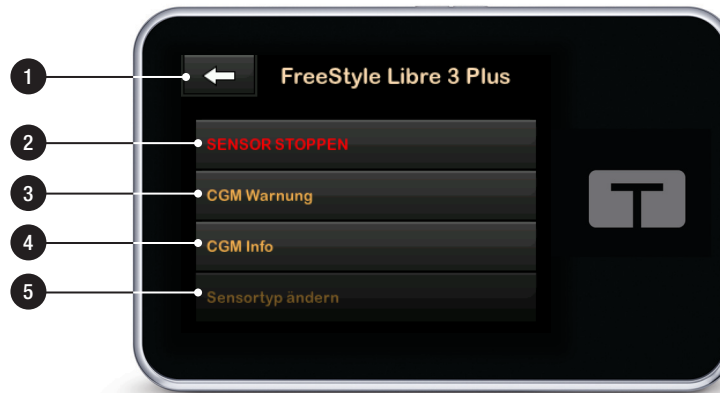 1
FreeStyle Libre 3 Plus
2
SENSOR STOPPEN
3
CGM Warnung
4
CGM Info
5
Sensortyp ändern
T